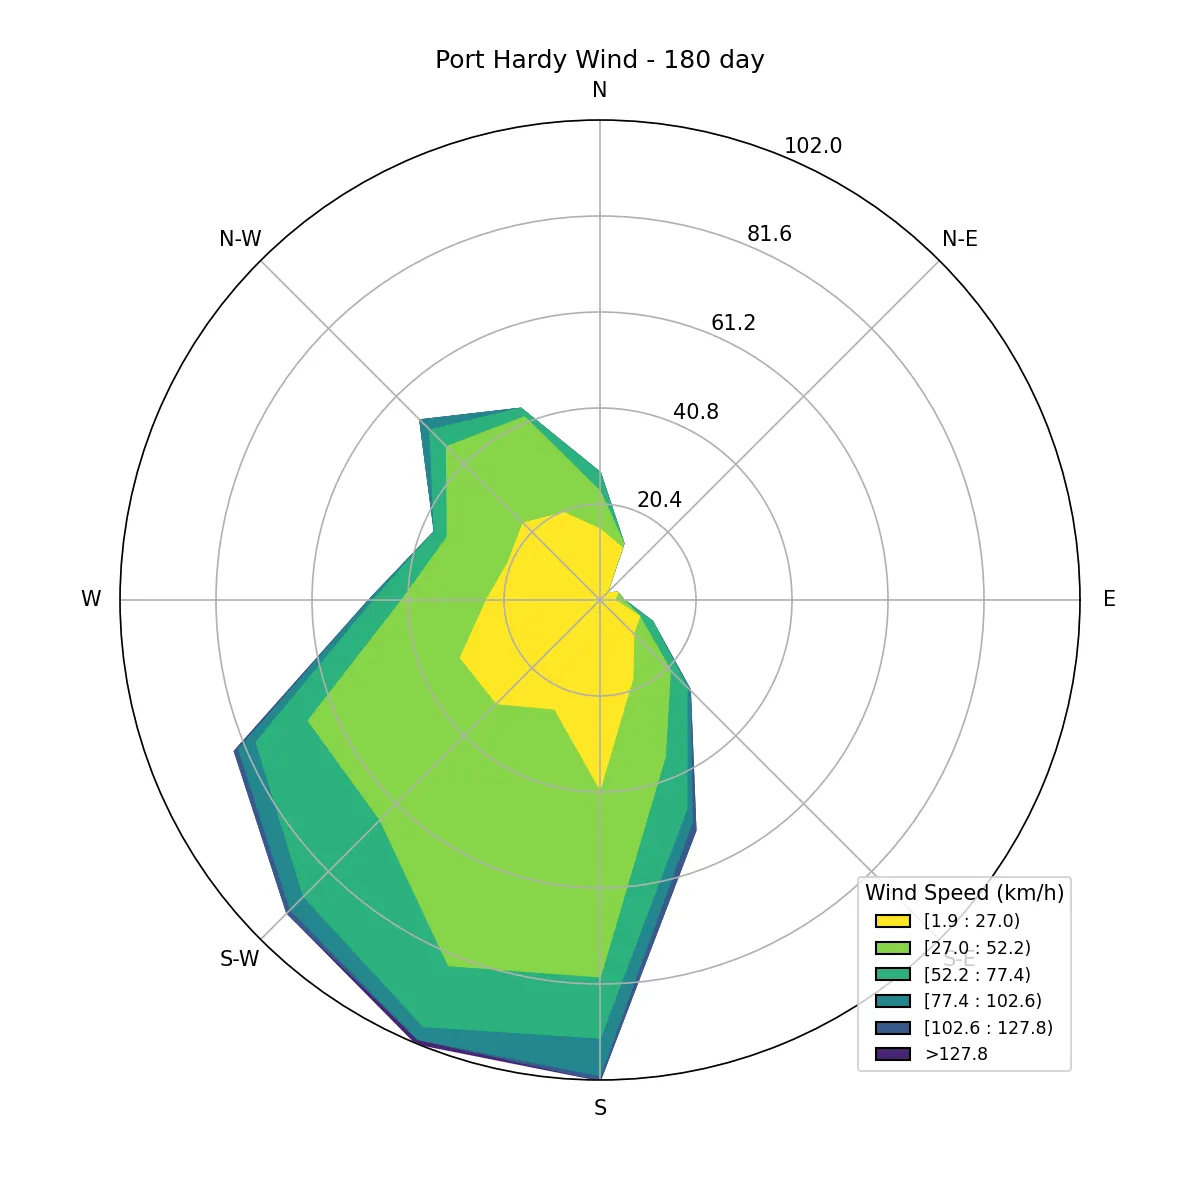 Port Hardy Wind - 180 day
N
102.0
N-W
81.6
N-E
61.2
40.8
20.4
W
E
Wind Speed (km/h)
[1.9 : 27.0)
[27.0 : 52.2)
S-W
S-E
[52.2 : 77.4)
[77.4 : 102.6)
[102.6 : 127.8)
>127.8
S